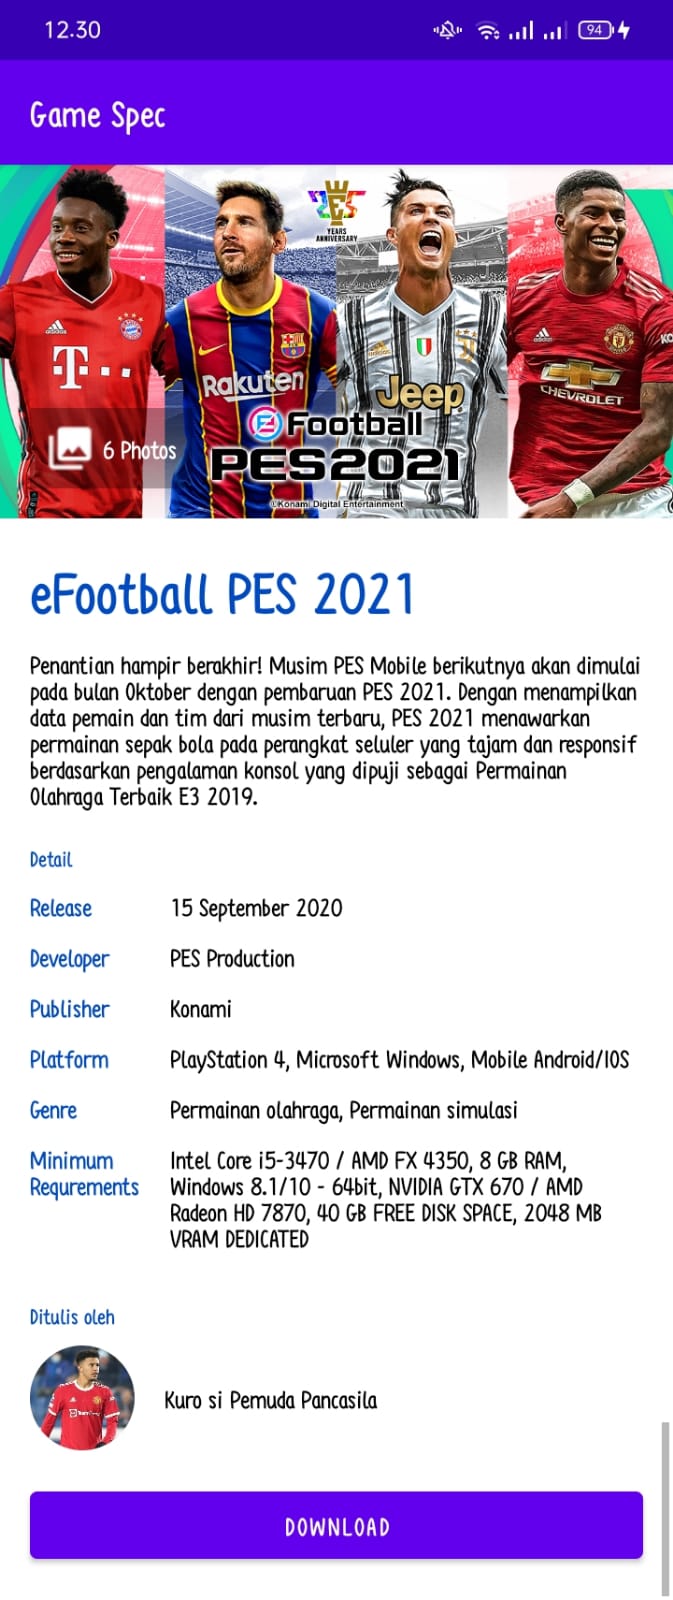 12.30
94
Game Spec
YEARS
ANNIVERSARY
adidas
T...
Rakuten
Jeep
adidas
adidas
CHEVROLET
6 Photos
eFootball
PES2021
©Konami Digital Entertainment
eFootball PES 2021
Penantian hampir berakhir! Musim PES Mobile berikutnya akan dimulai
pada bulan Oktober dengan pembaruan PES 2021. Dengan menampilkan
data pemain dan tim dari musim terbaru, PES 2021 menawarkan
permainan sepak bola pada perangkat seluler yang tajam dan responsif
berdasarkan pengalaman konsol yang dipuji sebagai Permainan
Olahraga Terbaik E3 2019.
Detail
Release 15 September 2020
Developer PES Production
Publisher Konami
Platform PlayStation 4, Microsoft Windows, Mobile Android/IOS
Genre Permainan olahraga, Permainan simulasi
Minimum Intel Core i5-3470 / AMD FX 4350, 8 GB RAM,
Requrements Windows 8.1/10 - 64bit, NVIDIA GTX 670 / AMD
Radeon HD 7870, 40 GB FREE DISK SPACE, 2048 MB
VRAM DEDICATED
Ditulis oleh
Kuro si Pemuda Pancasila
DOWNLOAD